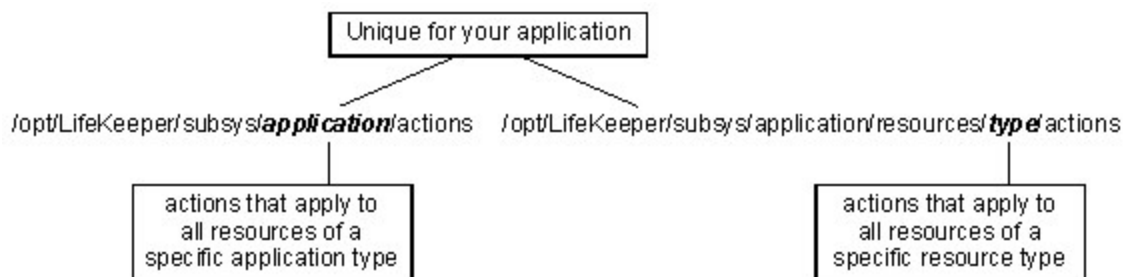 Unique for your application
/opt/LifeKeeper/subsys/application/actions
/opt/LifeKeeper/subsys/application/resources/type/actions
actions that apply to
all resources of a
specific application type
actions that apply to
all resources of a
specific resource type